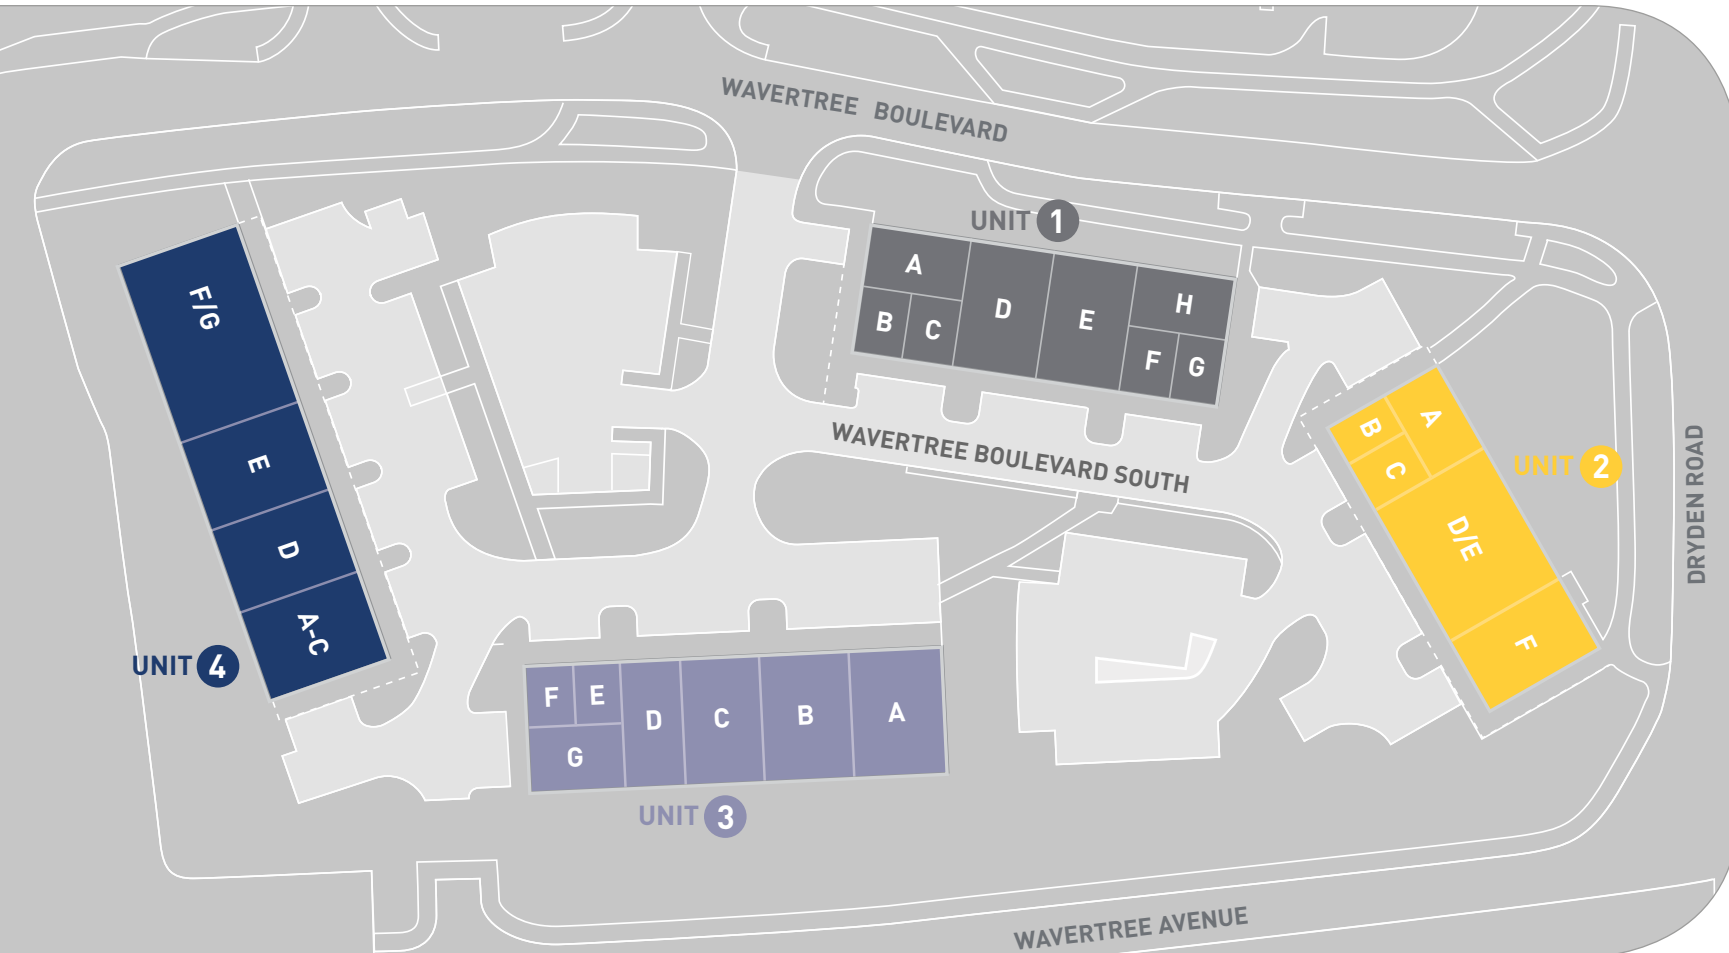 WAVERTREE BOULEVARD
UNIT 1
A
B
C
D
E
H
F
G
WAVERTREE BOULEVARD SOUTH
UNIT 2
A
B
C
D/E
F
DRYDEN ROAD
F/G
E
D
A-C
UNIT 4
F
E
G
D
C
B
A
UNIT 3
WAVERTREE AVENUE